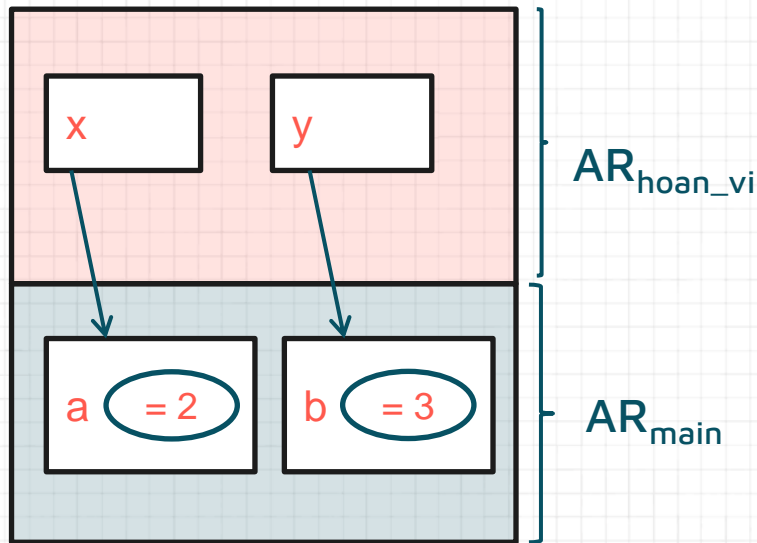 x
y
AR_hoan_vi
a = 2
b = 3
AR_main